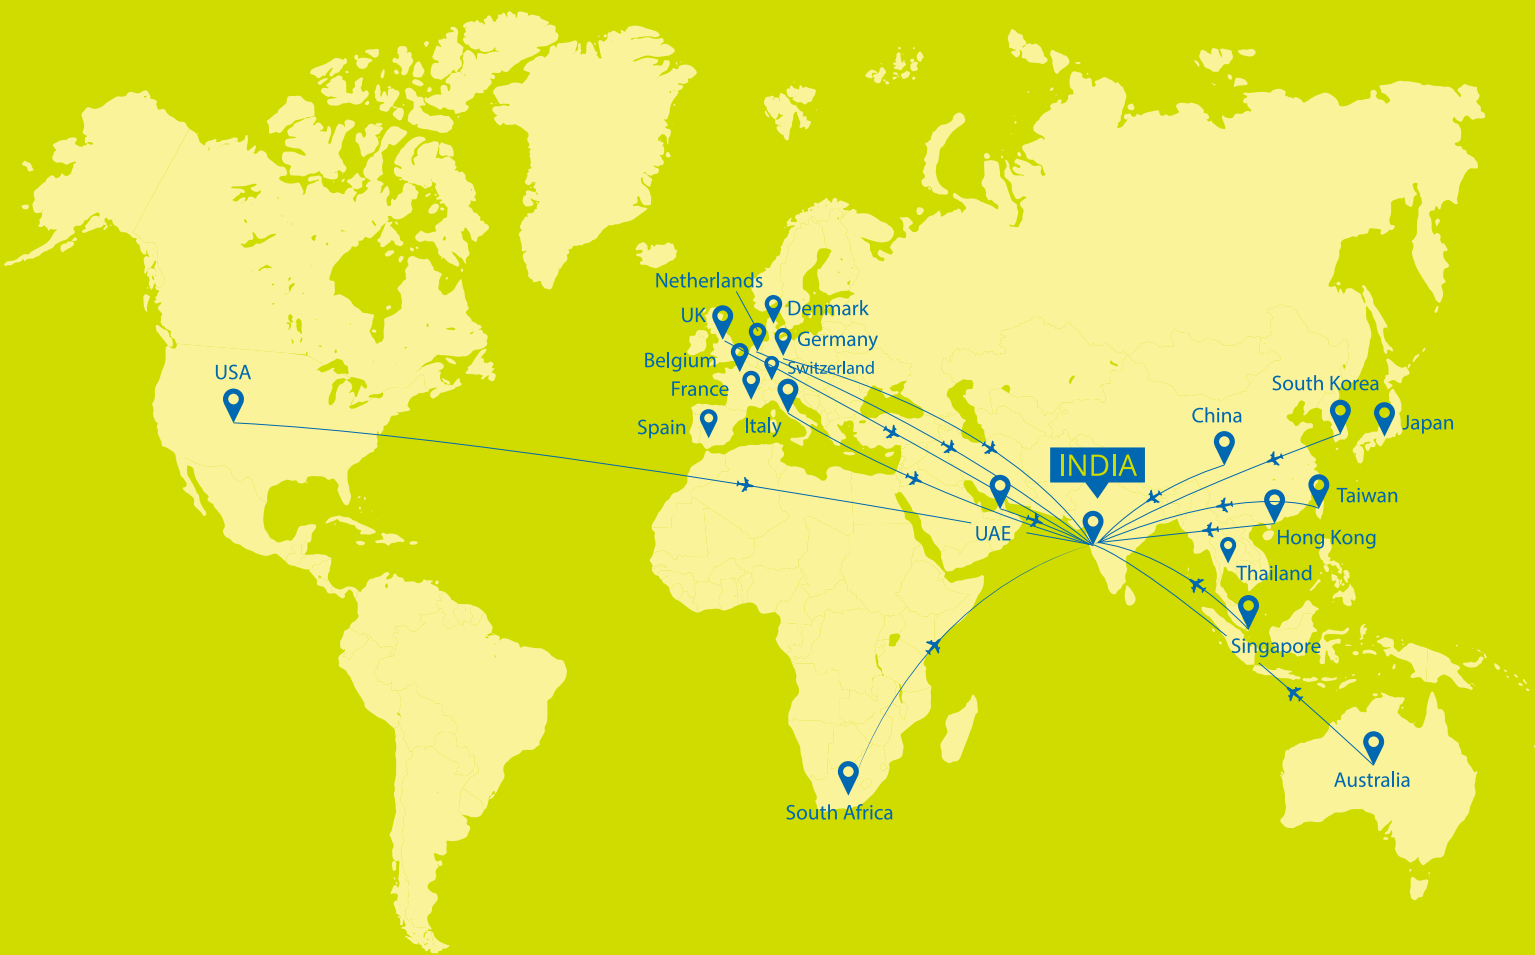 Netherlands
UK
Denmark
Germany
Belgium
Switzerland
USA
France
South Korea
Spain
Italy
China
Japan
INDIA
Taiwan
UAE
Hong Kong
Thailand
Singapore
Australia
South Africa